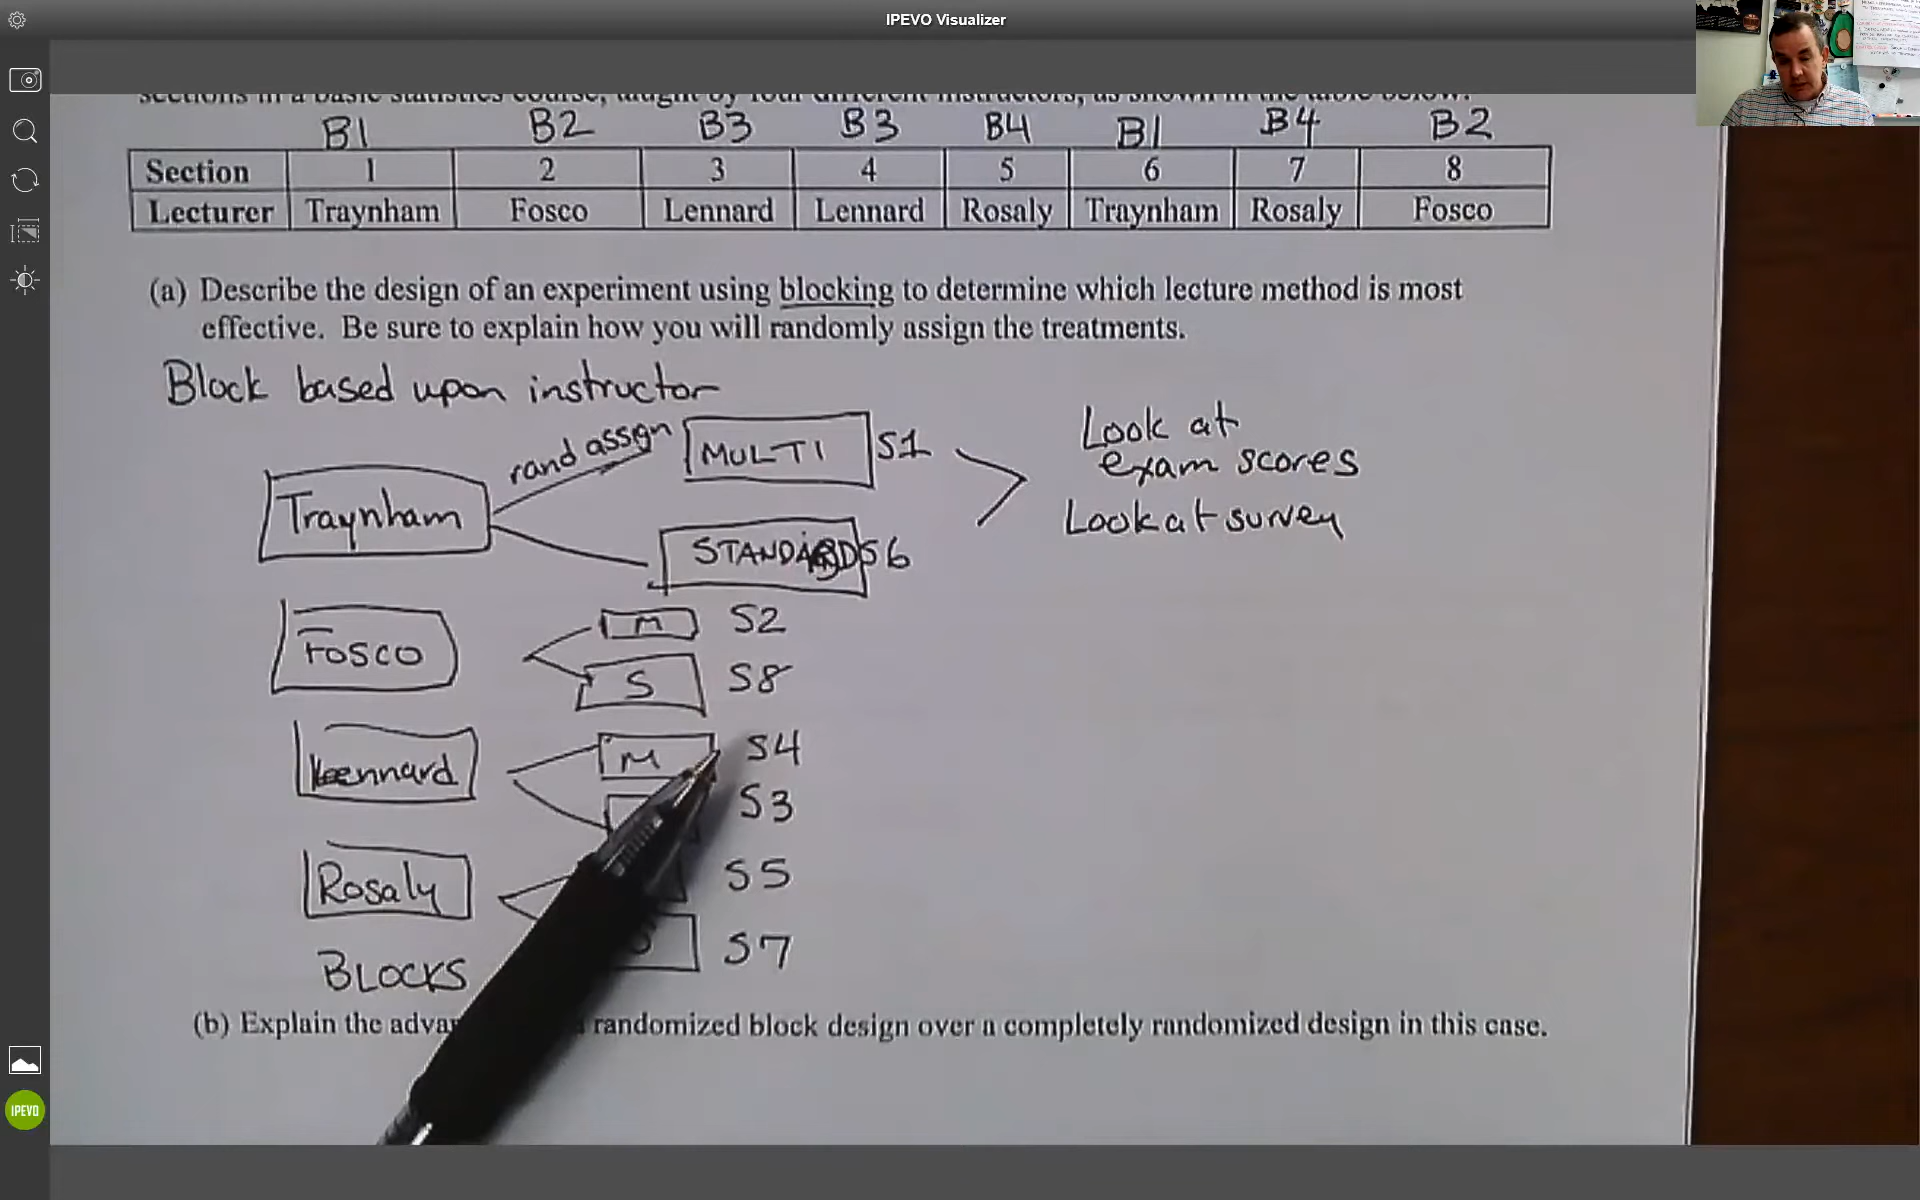 IPEVO Visualizer
B1 B2 B3 B3 B4 B1 B4 B2
Section 1 2 3 4 5 6 7 8
Lecturer Traynham Fosco Lennard Lennard Rosaly Traynham Rosaly Fosco
(a) Describe the design of an experiment using blocking to determine which lecture method is most
effective. Be sure to explain how you will randomly assign the treatments.
Block based upon instructor
rand assign
MULTI S1
Look at
exam scores
Traynham
Look at survey
STANDARD S6
Fosco
M S2
S S8
Lennard
M S4
S3
Rosaly
S5
S S7
BLOCKS
(b) Explain the randomized block design over a completely randomized design in this case.
IPEVO